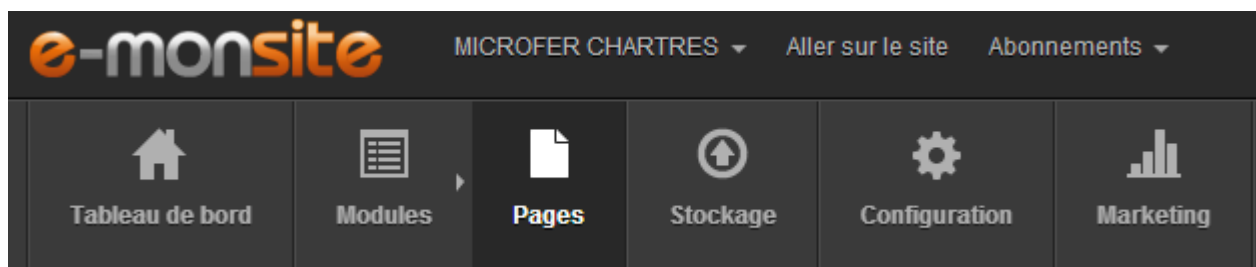 e-monsite MICROFER CHARTRES Aller sur le site Abonnements
Tableau de bord Modules Pages Stockage Configuration Marketing